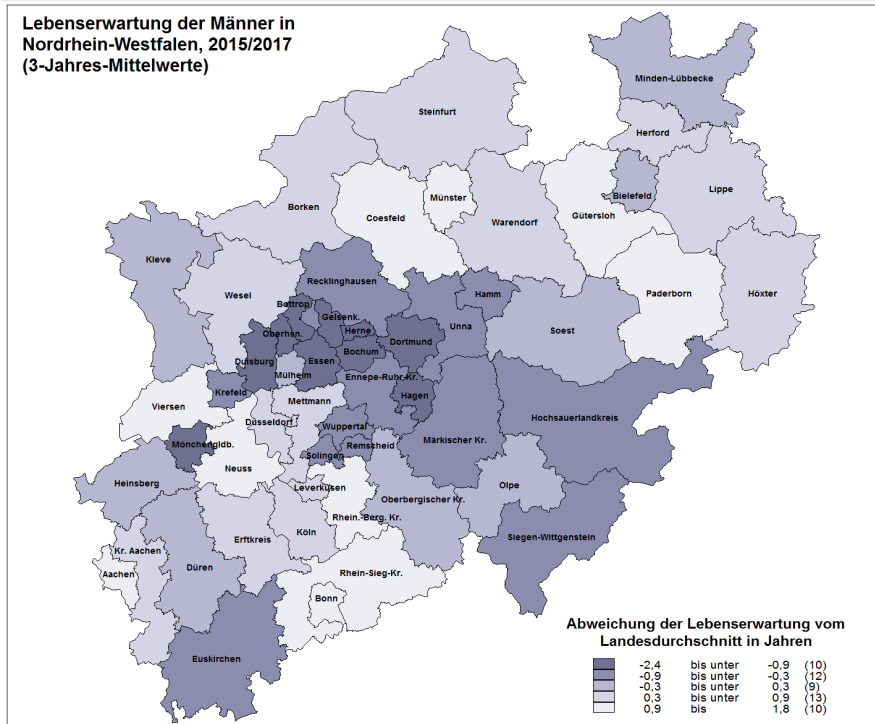 Lebenserwartung der Männer in
Nordrhein-Westfalen, 2015/2017
(3-Jahres-Mittelwerte)
Minden-Lübbecke
Steinfurt
Herford
Lippe
Bielefeld
Münster
Borken
Coesfeld
Warendorf
Gütersloh
Kleve
Recklinghausen
Wesel
Hamm
Paderborn
Höxter
Bottrop
Gelsenk.
Unna
Soest
Oberhsn.
Herne
Dortmund
Bochum
Duisburg
Essen
Mülheim
Ennepe-Ruhr-Kr.
Krefeld
Hagen
Mettmann
Viersen
Hochsauerlandkreis
Düsseldorf
Wuppertal
Märkischer Kr.
Mönchengldb.
Remscheid
Solingen
Neuss
Heinsberg
Leverkusen
Olpe
Oberbergischer Kr.
Rhein.-Berg. Kr.
Köln
Siegen-Wittgenstein
Erftkreis
Kr. Aachen
Düren
Aachen
Rhein-Sieg-Kr.
Bonn
Euskirchen
Abweichung der Lebenserwartung vom
Landesdurchschnitt in Jahren
-2,4 bis unter -0,9 (10)
-0,9 bis unter -0,3 (12)
-0,3 bis unter 0,3 (9)
0,3 bis unter 0,9 (13)
0,9 bis 1,8 (10)